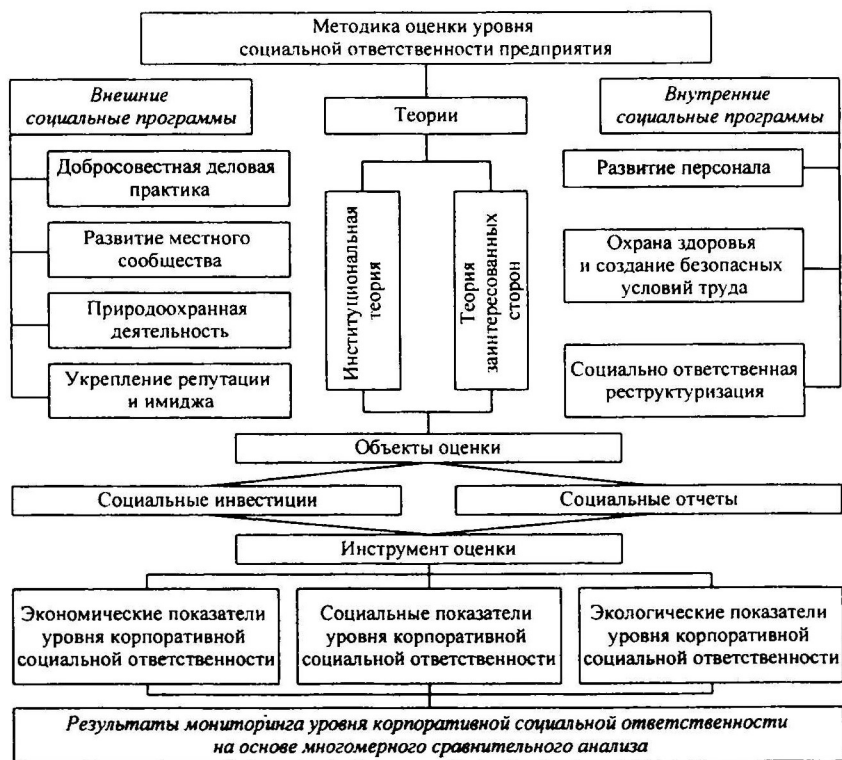 Методика оценки уровня
социальной ответственности предприятия
Внешние
социальные программы
Теории
Внутренние
социальные программы
Добросовестная деловая
практика
Развитие местного
сообщества
Природоохранная
деятельность
Укрепление репутации
и имиджа
Институциональная
теория
Теория
заинтересованных
сторон
Развитие персонала
Охрана здоровья
и создание безопасных
условий труда
Социально ответственная
реструктуризация
Объекты оценки
Социальные инвестиции
Социальные отчеты
Инструмент оценки
Экономические показатели
уровня корпоративной
социальной ответственности
Социальные показатели
уровня корпоративной
социальной ответственности
Экологические показатели
уровня корпоративной
социальной ответственности
Результаты мониторинга уровня корпоративной социальной ответственности
на основе многомерного сравнительного анализа